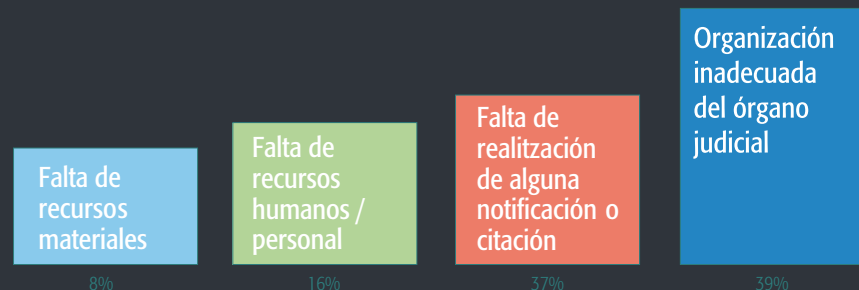 Falta de
recursos
materiales
8%
Falta de
recursos
humanos /
personal
16%
Falta de
realitzación
de alguna
notificación o
citación
37%
Organización
inadecuada
del órgano
judicial
39%